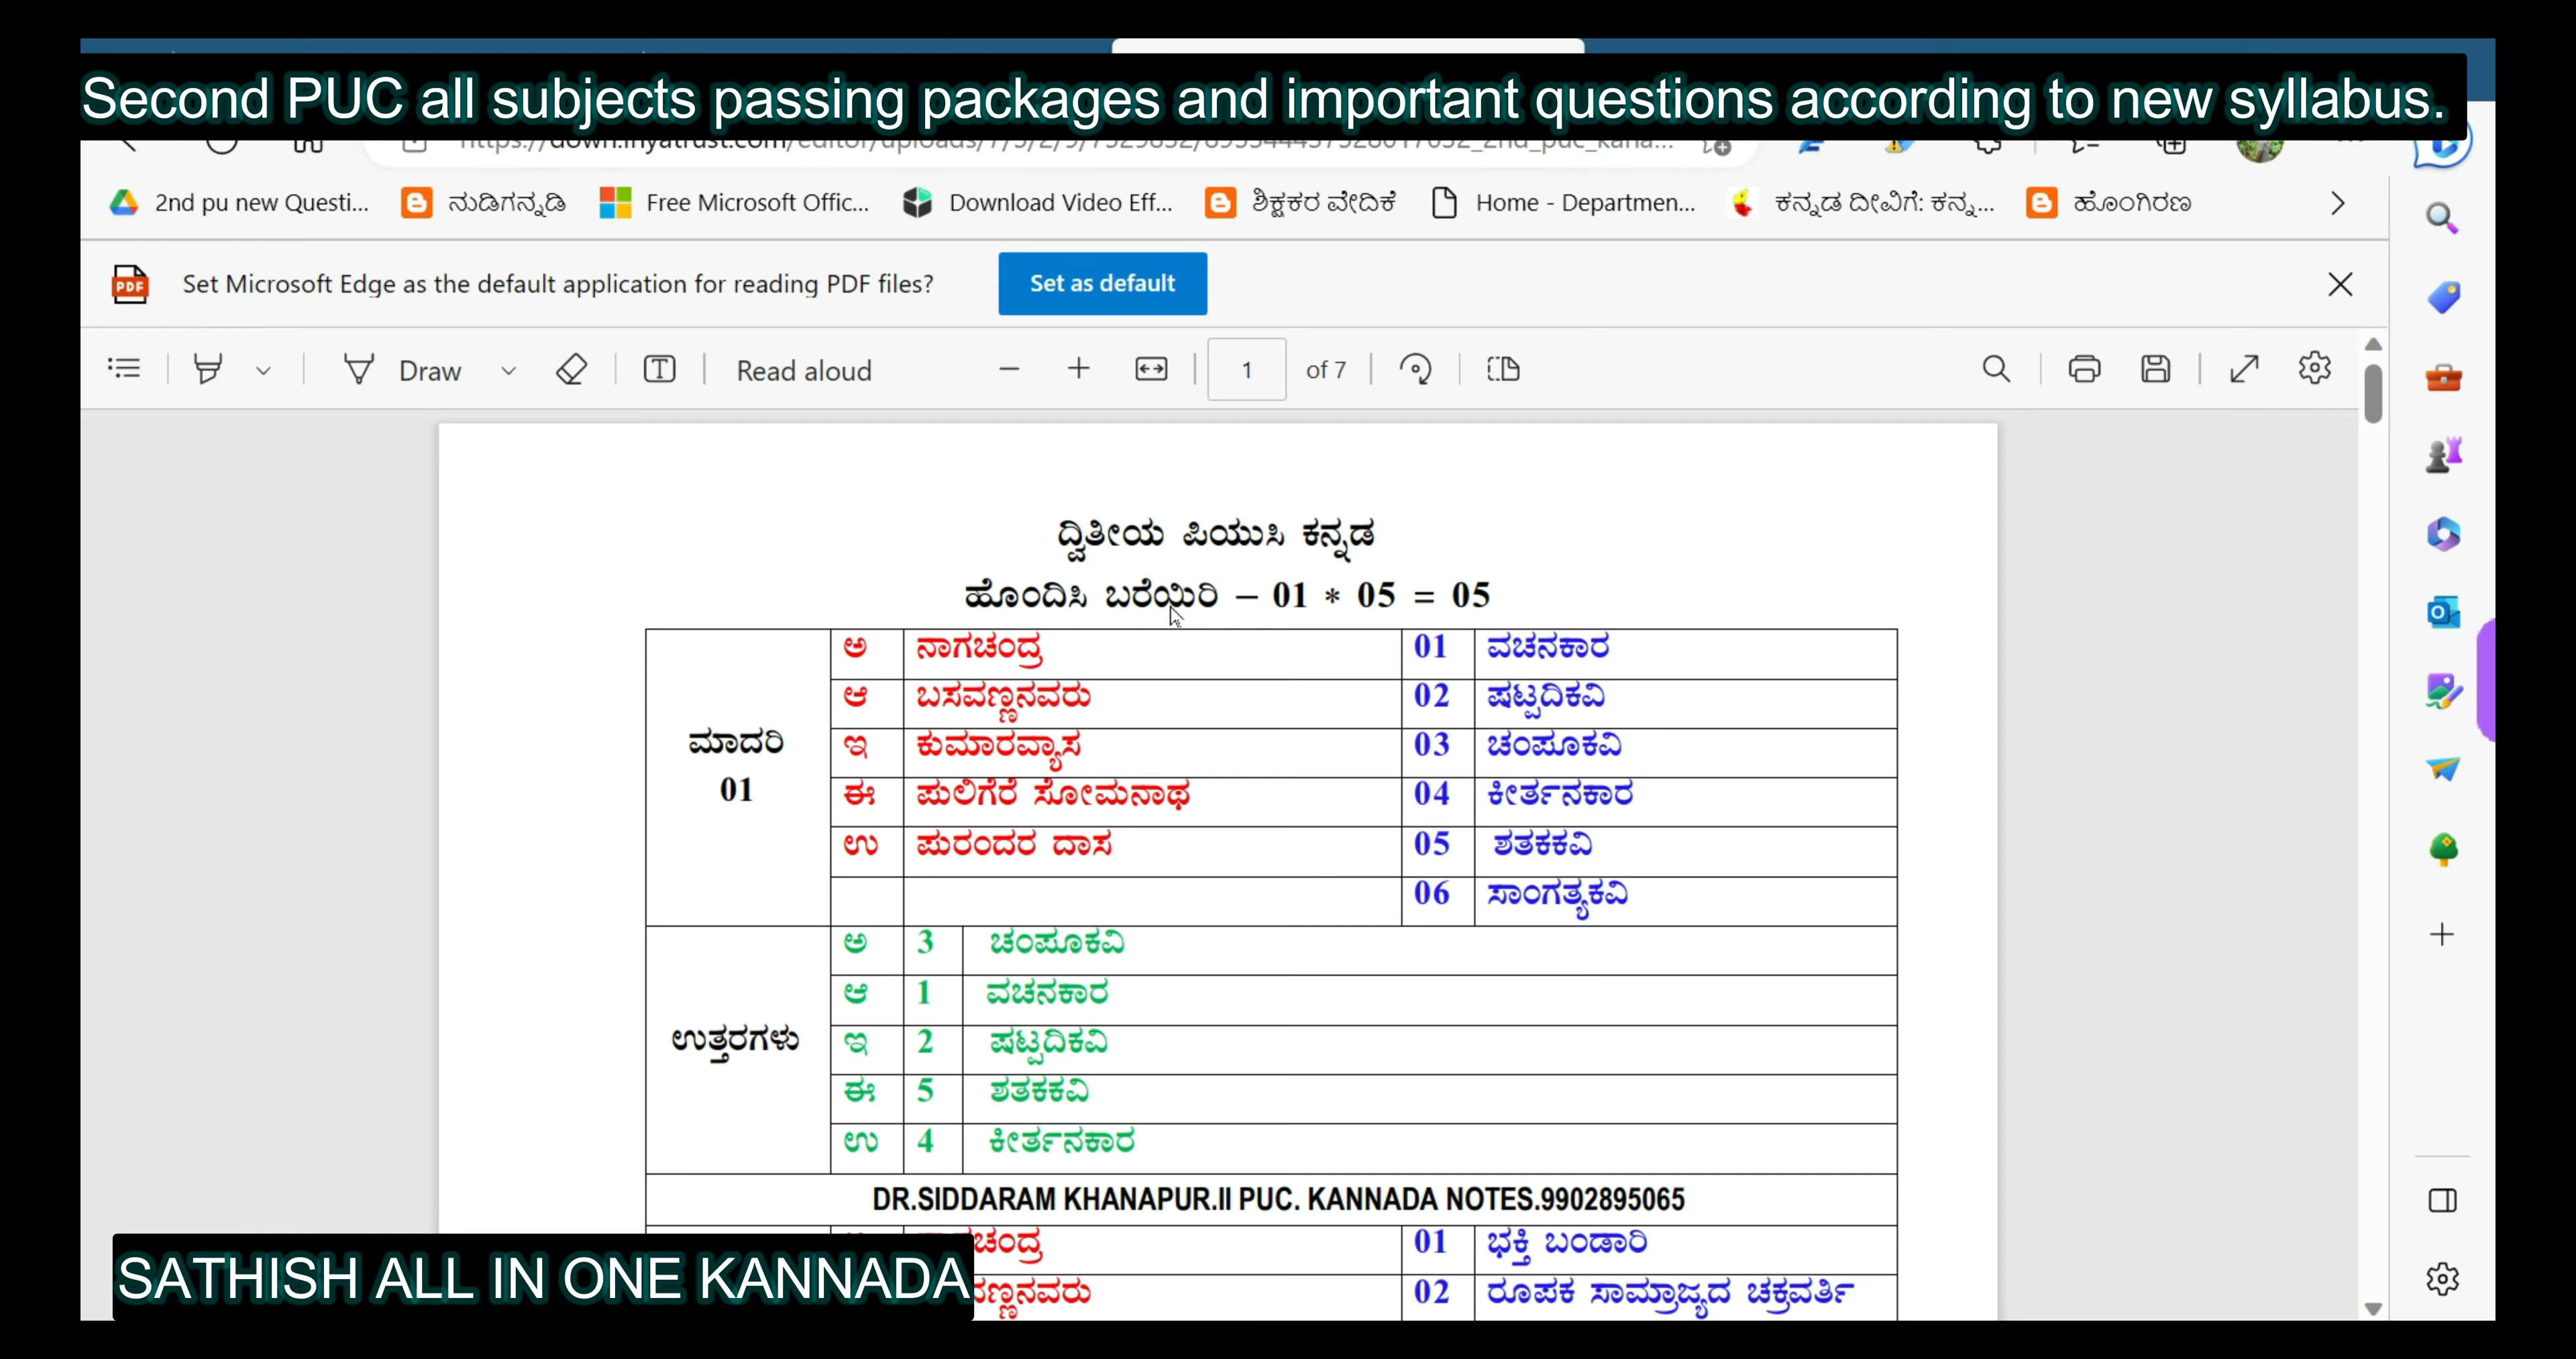 Second PUC all subjects passing packages and important questions according to new syllabus.
2nd pu new Questi... ನುಡಿಗನ್ನಡಿ Free Microsoft Offic... Download Video Eff... ಶಿಕ್ಷಕರ ವೇದಿಕೆ Home - Departmen... ಕನ್ನಡ ದೀವಿಗೆ: ಕನ್ನ... ಹೊಂಗಿರಣ
PDF Set Microsoft Edge as the default application for reading PDF files? Set as default
Draw Read aloud 1 of 7
ದ್ವಿತೀಯ ಪಿಯುಸಿ ಕನ್ನಡ
ಹೊಂದಿಸಿ ಬರೆಯಿರಿ – 01 * 05 = 05
ಅ ನಾಗಚಂದ್ರ 01 ವಚನಕಾರ
ಆ ಬಸವಣ್ಣನವರು 02 ಷಟ್ಪದಿಕವಿ
ಮಾದರಿ 01
ಇ ಕುಮಾರವ್ಯಾಸ 03 ಚಂಪೂಕವಿ
ಈ ಪುಲಿಗೆರೆ ಸೋಮನಾಥ 04 ಕೀರ್ತನಕಾರ
ಉ ಪುರಂದರ ದಾಸ 05 ಶತಕಕವಿ
06 ಸಾಂಗತ್ಯಕವಿ
ಅ 3 ಚಂಪೂಕವಿ
ಆ 1 ವಚನಕಾರ
ಉತ್ತರಗಳು
ಇ 2 ಷಟ್ಪದಿಕವಿ
ಈ 5 ಶತಕಕವಿ
ಉ 4 ಕೀರ್ತನಕಾರ
DR.SIDDARAM KHANAPUR.II PUC. KANNADA NOTES.9902895065
01 ಭಕ್ತಿ ಬಂಡಾರಿ
02 ರೂಪಕ ಸಾಮ್ರಾಜ್ಯದ ಚಕ್ರವರ್ತಿ
SATHISH ALL IN ONE KANNADA